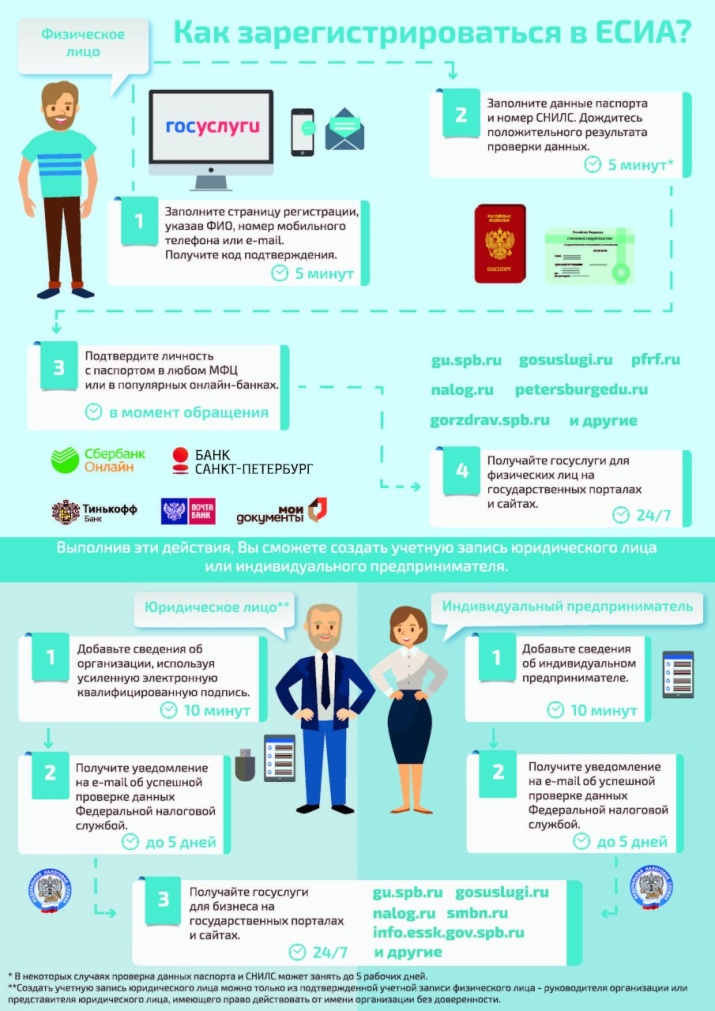 Физическое
лицо
Как зарегистрироваться в ЕСИА?
госуслуги
1
Заполните страницу регистрации,
указав ФИО, номер мобильного
телефона или e-mail.
Получите код подтверждения.
5 минут
2
Заполните данные паспорта
и номер СНИЛС. Дождитесь
положительного результата
проверки данных.
5 минут*
ПАСПОРТ
3
Подтвердите личность
с паспортом в любом МФЦ
или в популярных онлайн-банках.
в момент обращения
Сбербанк
Онлайн
БАНК
САНКТ-ПЕТЕРБУРГ
Тинькофф
Банк
ПОЧТА
БАНК
МОИ
документы
gu.spb.ru gosuslugi.ru pfrf.ru
nalog.ru petersburgedu.ru
gorzdrav.spb.ru и другие
4
Получайте госуслуги для
физических лиц на
государственных порталах
и сайтах.
24/7
Выполнив эти действия, Вы сможете создать учетную запись юридического лица
или индивидуального предпринимателя.
Юридическое лицо**
1
Добавьте сведения об
организации, используя
усиленную электронную
квалифицированную подпись.
10 минут
2
Получите уведомление
на e-mail об успешной
проверке данных
Федеральной налоговой
службой.
до 5 дней
Индивидуальный предприниматель
1
Добавьте сведения
об индивидуальном
предпринимателе.
10 минут
2
Получите уведомление
на e-mail об успешной
проверке данных
Федеральной налоговой
службой.
до 5 дней
3
Получайте госуслуги
для бизнеса на
государственных порталах
и сайтах.
24/7
gu.spb.ru gosuslugi.ru
nalog.ru smbn.ru
info.essk.gov.spb.ru
и другие
* В некоторых случаях проверка данных паспорта и СНИЛС может занять до 5 рабочих дней.
**Создать учетную запись юридического лица можно только из подтвержденной учетной записи физического лица - руководителя организации или
представителя юридического лица, имеющего право действовать от имени организации без доверенности.